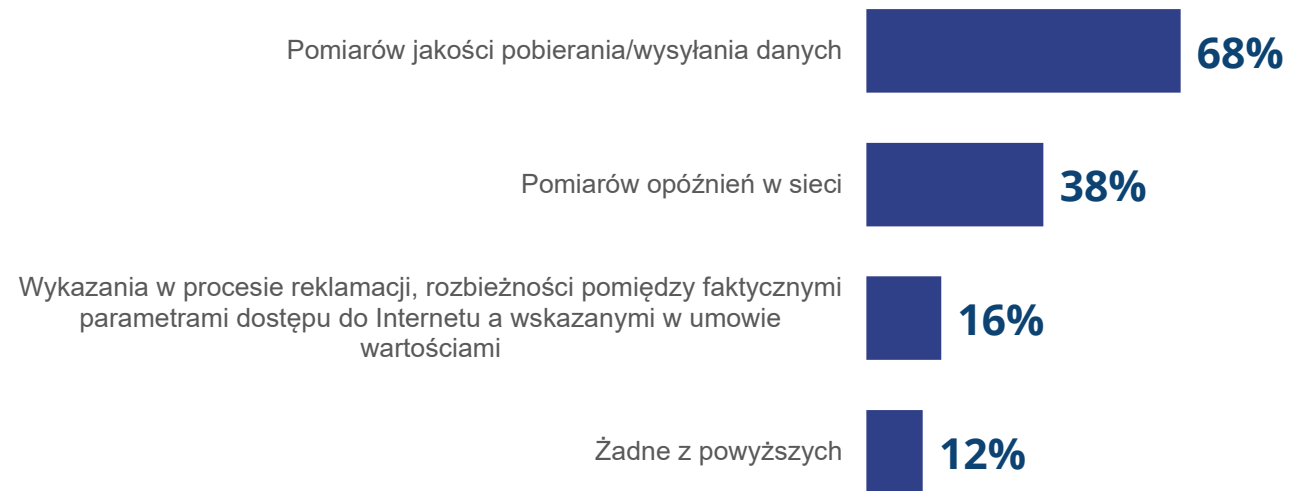 Pomiarów jakości pobierania/wysyłania danych
68%
Pomiarów opóźnień w sieci
38%
Wykazania w procesie reklamacji, rozbieżności pomiędzy faktycznymi
parametrami dostępu do Internetu a wskazanymi w umowie
wartościami
16%
Żadne z powyższych
12%